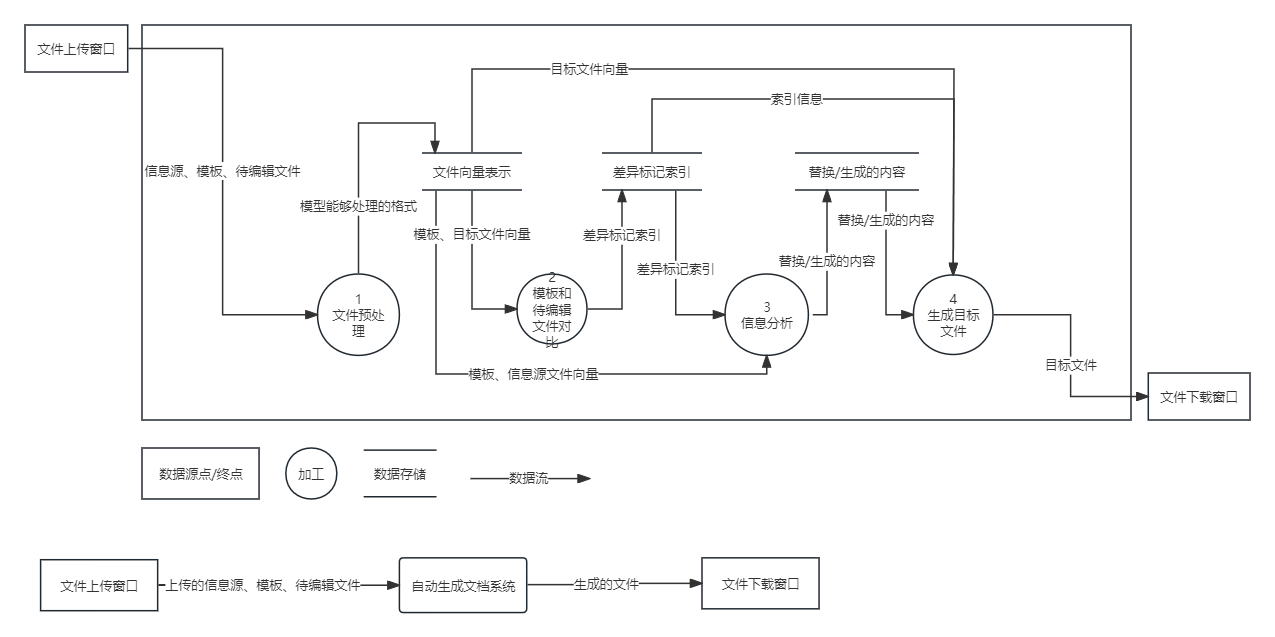 文件上传窗口
目标文件向量
索引信息
信息源、模板、待编辑文件
文件向量表示
差异标记索引
替换/生成的内容
模型能够处理的格式
模板、目标文件向量
差异标记索引
替换/生成的内容
差异标记索引
替换/生成的内容
1
文件预处
理
2
模板和
待编辑
文件对
比
3
信息分析
4
生成目标
文件
模板、信息源文件向量
目标文件
文件下载窗口
数据源点/终点
加工
数据存储
数据流
文件上传窗口
上传的信息源、模板、待编辑文件
自动生成文档系统
生成的文件
文件下载窗口